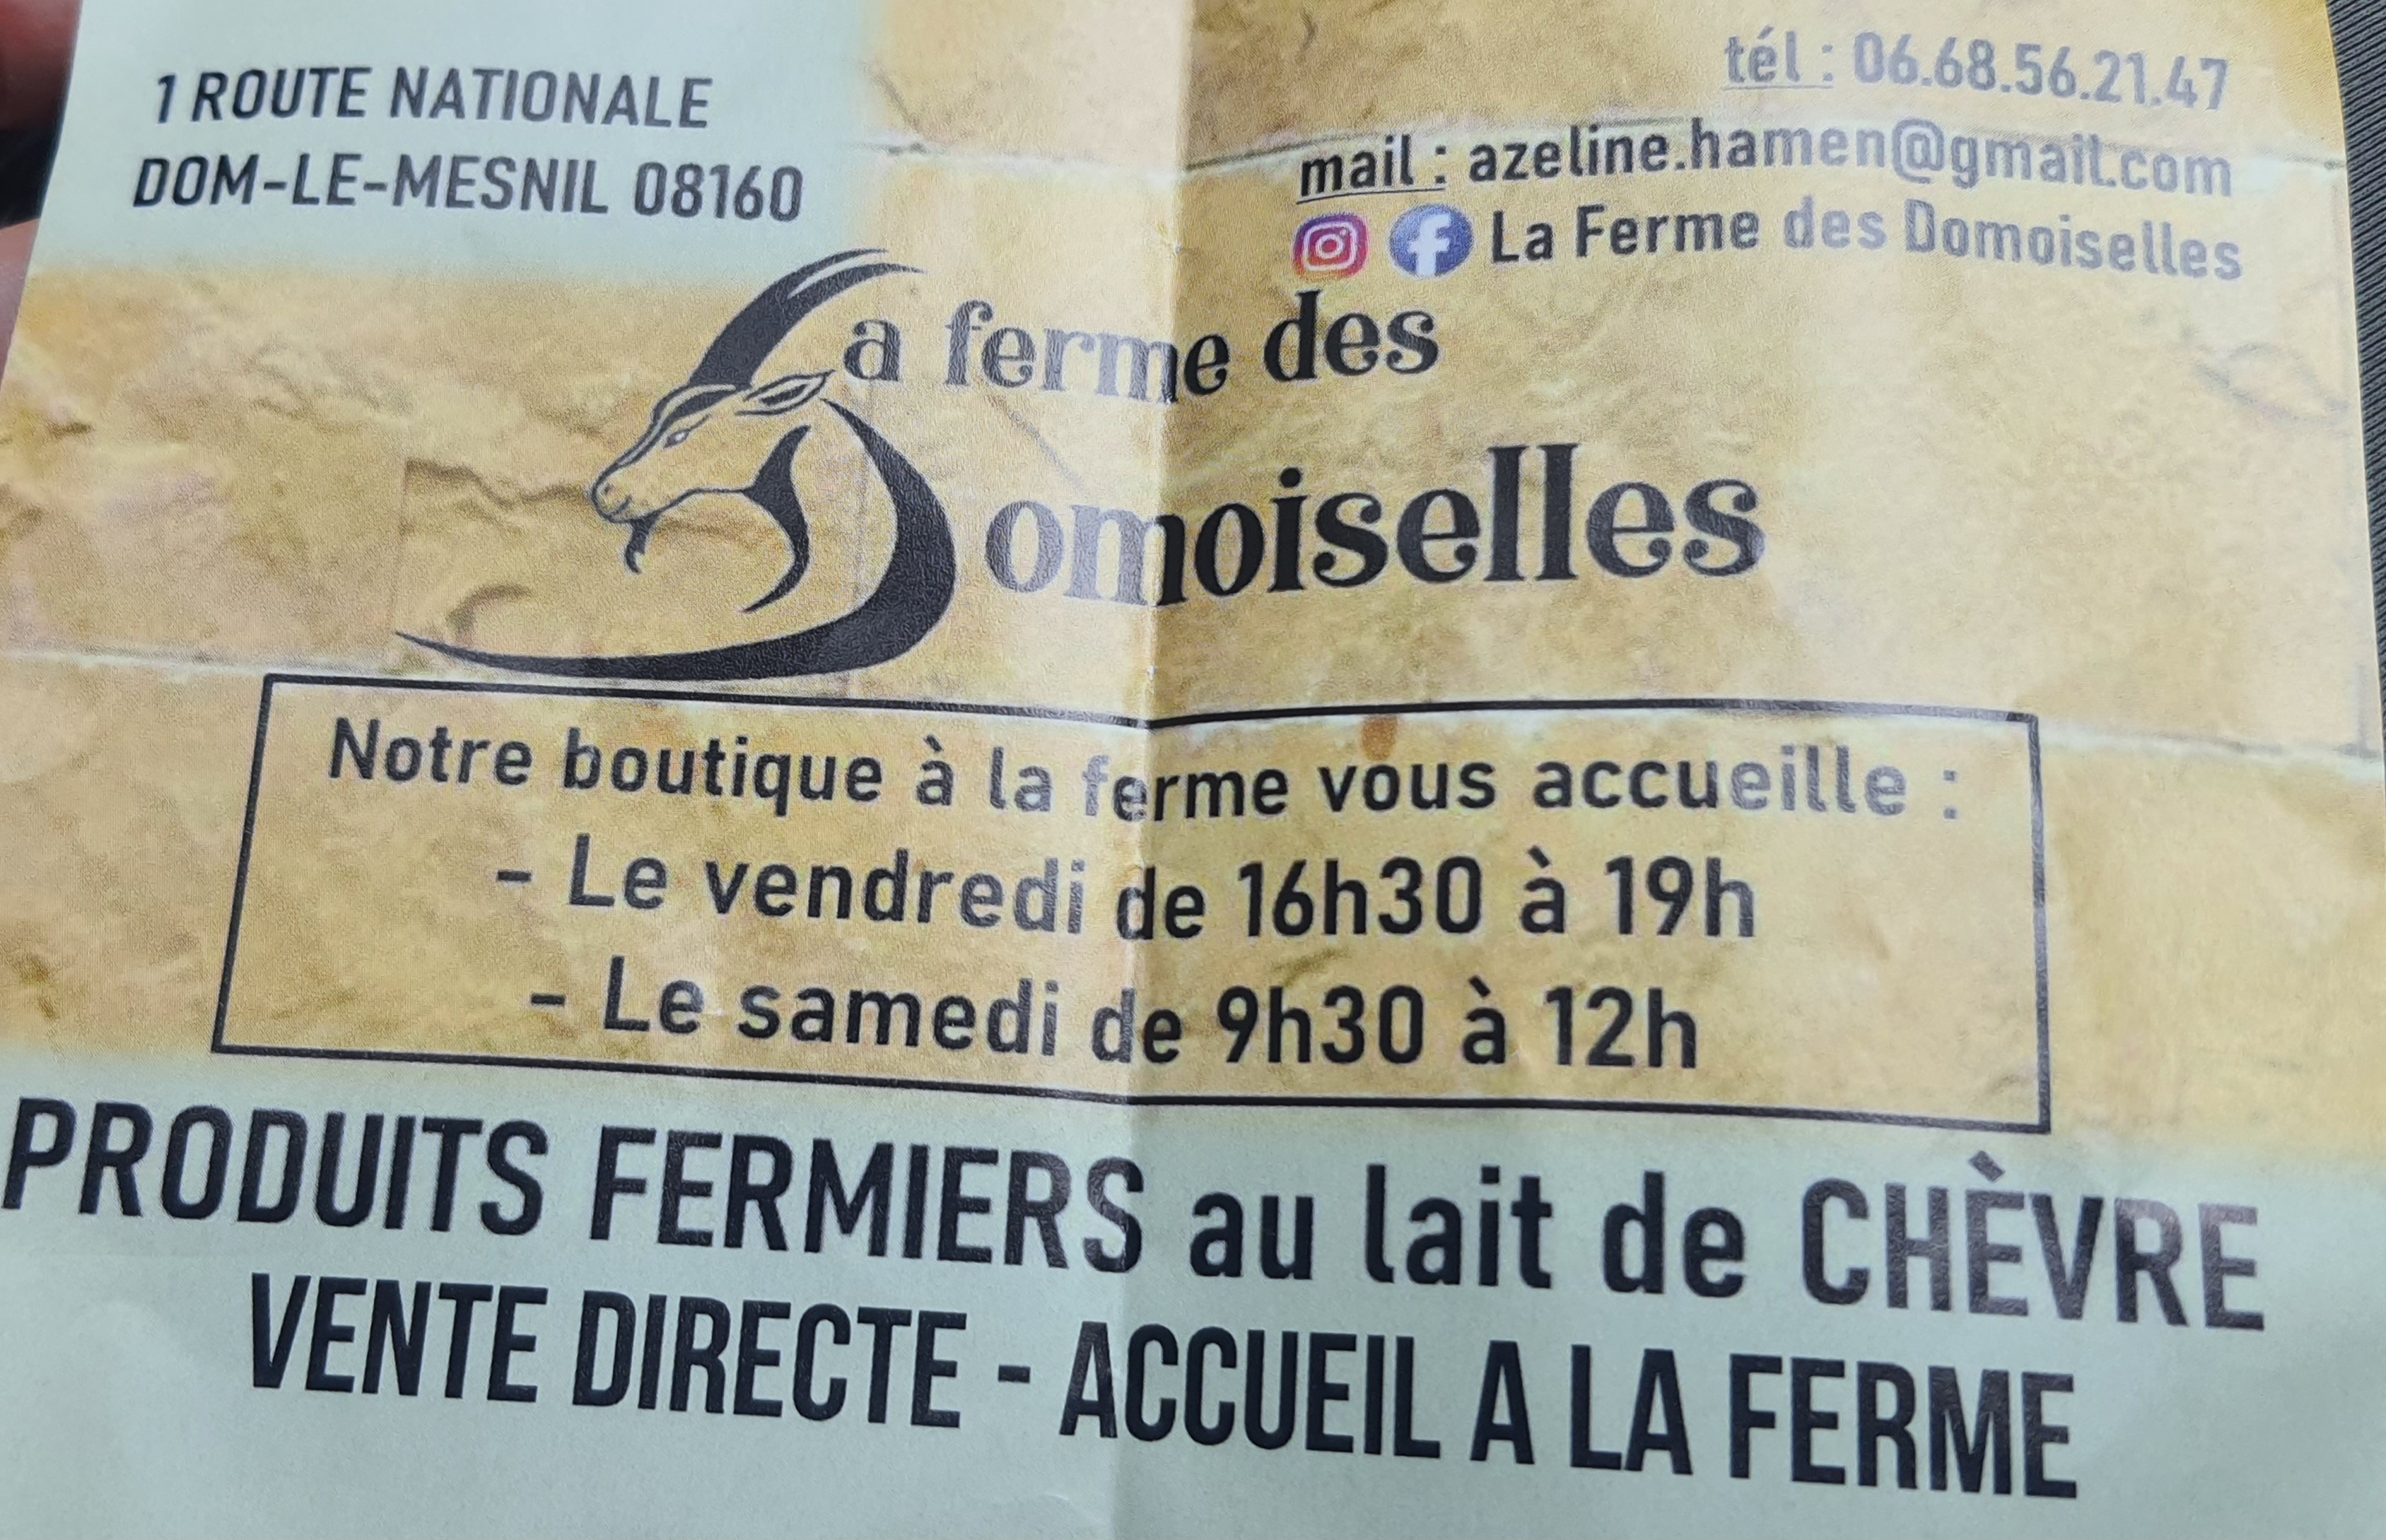 1 ROUTE NATIONALE
DOM-LE-MESNIL 08160
tél : 06.68.56.21.47
mail : azeline.hamen@gmail.com
La Ferme des Domoiselles
La ferme des
Domoiselles
Notre boutique à la ferme vous accueille :
- Le vendredi de 16h30 à 19h
- Le samedi de 9h30 à 12h
PRODUITS FERMIERS au lait de CHÈVRE
VENTE DIRECTE - ACCUEIL A LA FERME